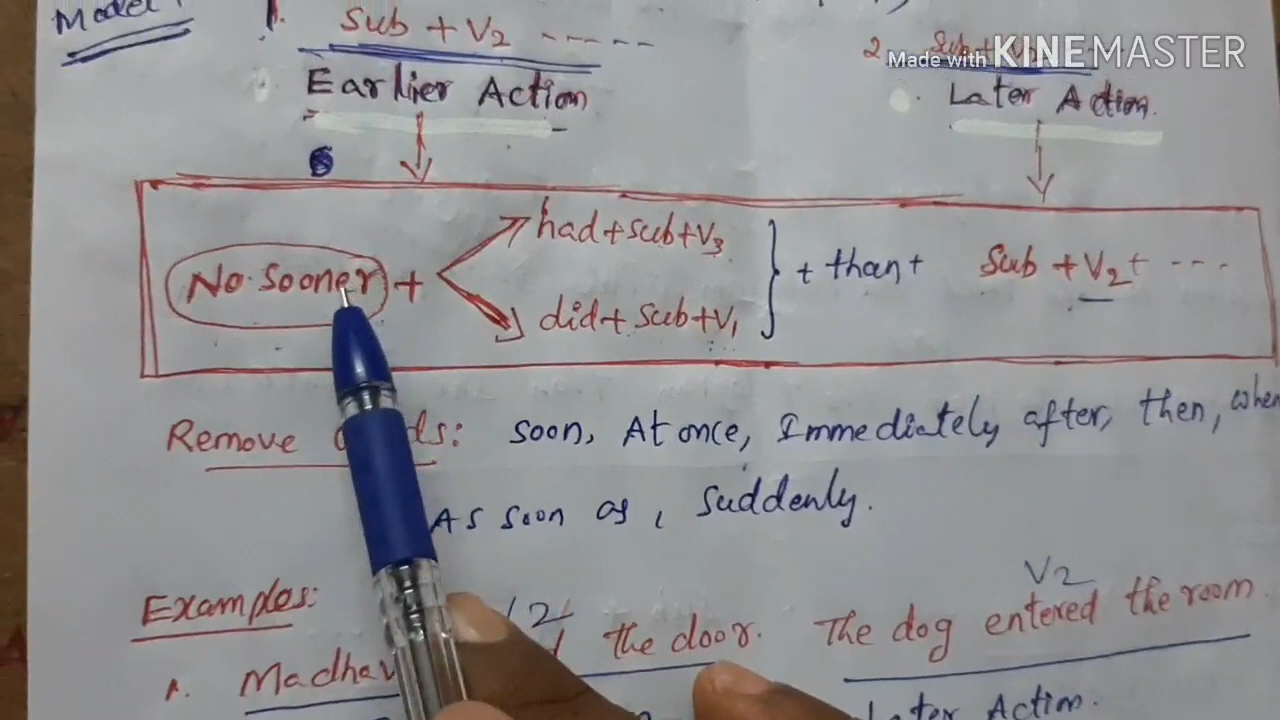 Model 1. Sub + V2 -----
2 Made with KINEMASTER
Earlier Action Later Action.
No Sooner + had+sub+V3 did+sub+V1 } + than + Sub + V2 + ---
Remove : soon, At once, Immediately after, then, when
As soon as, suddenly.
V2
Examples: the door. The dog entered the room.
1. Madhav
Later Action.